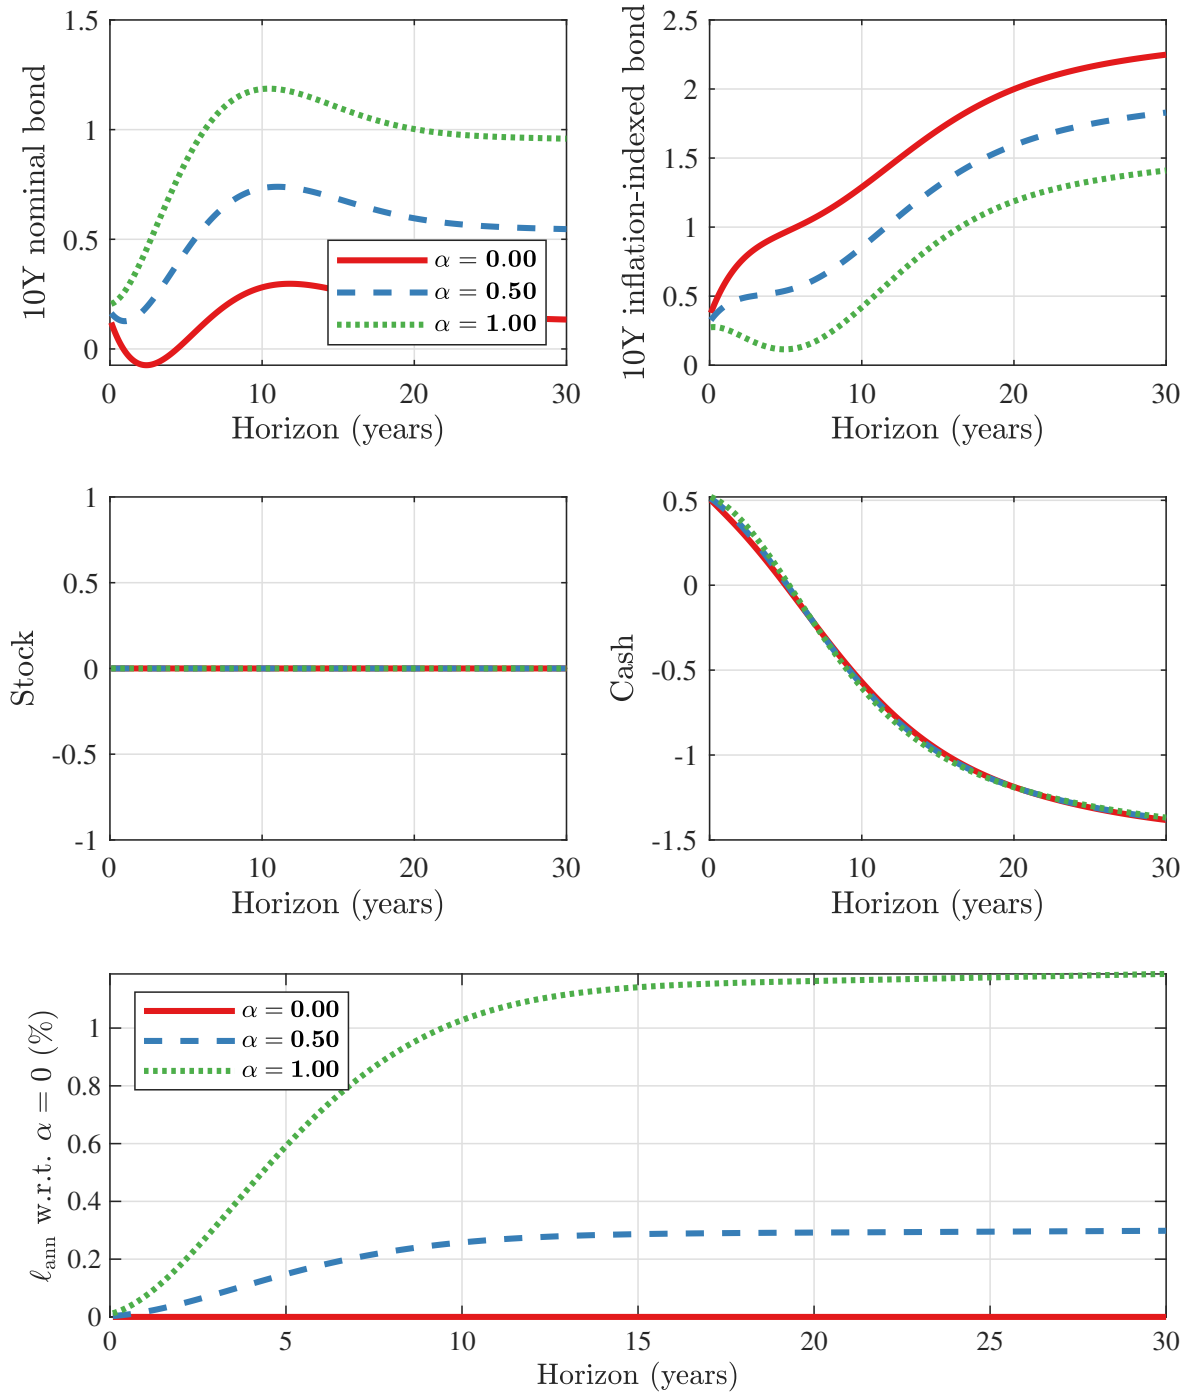 10Y nominal bond
1.5
1
0.5
0
α = 0.00
α = 0.50
α = 1.00
0 10 20 30
Horizon (years)
10Y inflation-indexed bond
2.5
2
1.5
1
0.5
0
0 10 20 30
Horizon (years)
Stock
1
0.5
0
-0.5
-1
0 10 20 30
Horizon (years)
Cash
0.5
0
-0.5
-1
-1.5
0 10 20 30
Horizon (years)
ℓann w.r.t. α = 0 (%)
1
0.8
0.6
0.4
0.2
0
α = 0.00
α = 0.50
α = 1.00
0 5 10 15 20 25 30
Horizon (years)